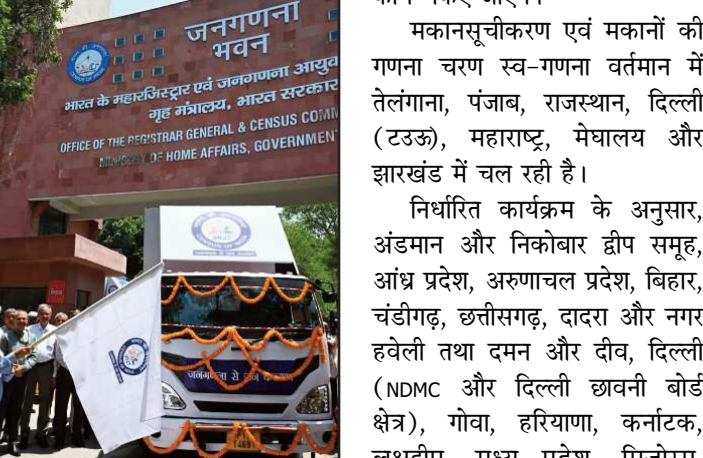 जनगणना
भवन
भारत के महारजिस्ट्रार एवं जनगणना
गृह मंत्रालय, भारत सरकार
OFFICE OF THE REGISTRAR GENERAL & CENSUS
MINISTRY OF HOME AFFAIRS, GOVERNMENT
CENSUS OF INDIA
जनगणना से
मकानसूचीकरण एवं मकानों की
गणना चरण स्व-गणना वर्तमान में
तेलंगाना, पंजाब, राजस्थान, दिल्ली
(टउऊ), महाराष्ट्र, मेघालय और
झारखंड में चल रही है।
निर्धारित कार्यक्रम के अनुसार,
अंडमान और निकोबार द्वीप समूह,
आंध्र प्रदेश, अरुणाचल प्रदेश, बिहार,
चंडीगढ़, छत्तीसगढ़, दादरा और नगर
हवेली तथा दमन और दीव, दिल्ली
(NDMC और दिल्ली छावनी बोर्ड
क्षेत्र), गोवा, हरियाणा, कर्नाटक,